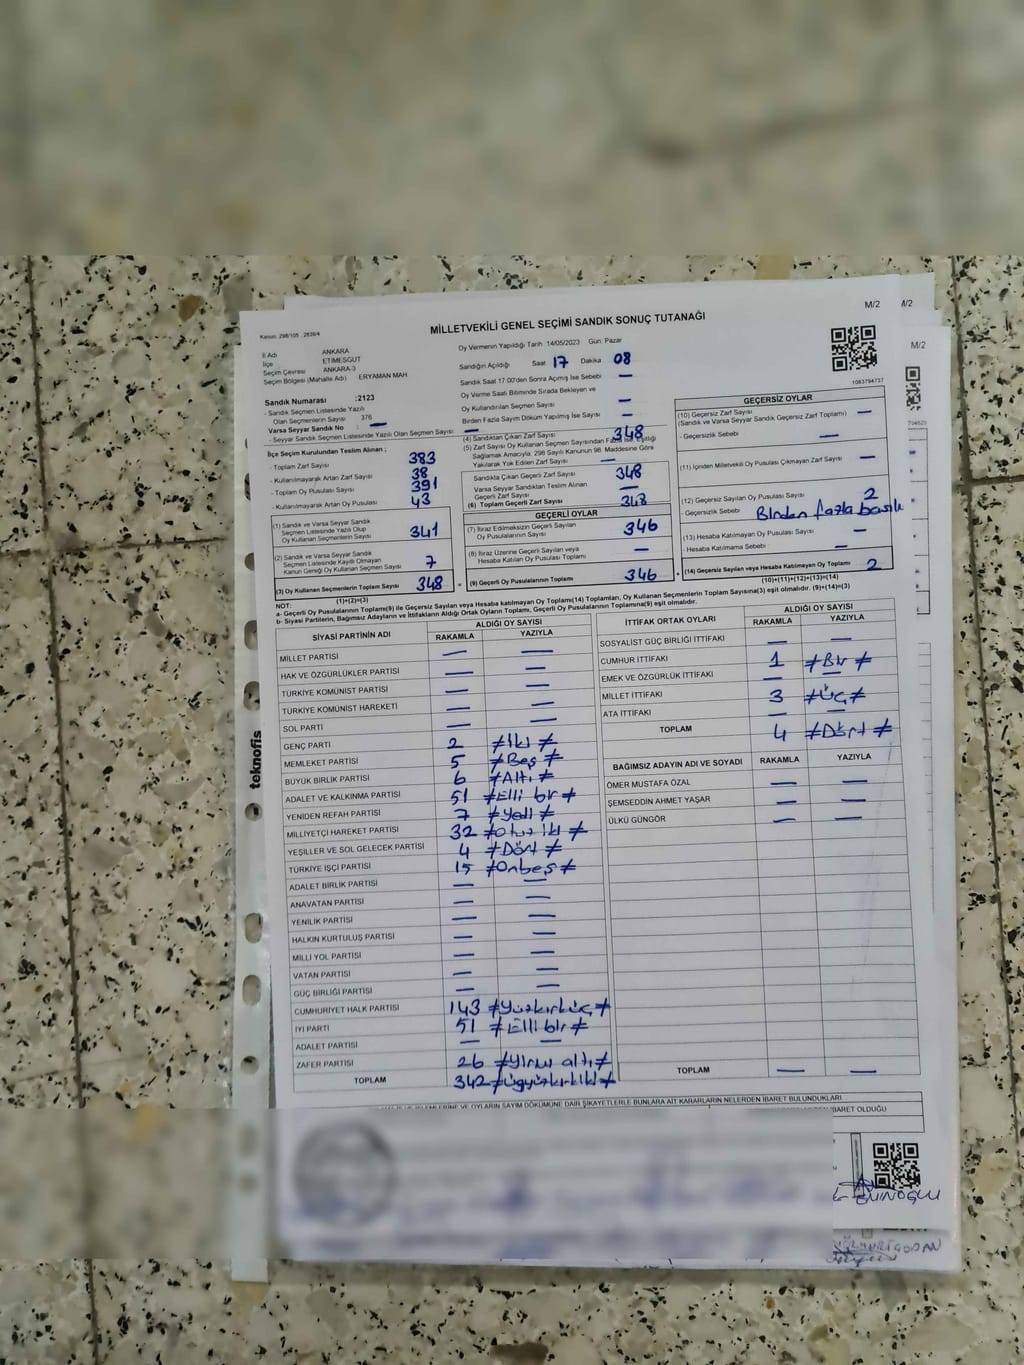 M/2
M/2
M/2
Kanun: 298/105 , 2839/4
MİLLETVEKİLİ GENEL SEÇİMİ SANDIK SONUÇ TUTANAĞI
İl Adı ANKARA
İlçe ETİMESGUT
Seçim Çevresi ANKARA-3
Seçim Bölgesi (Mahalle Adı) ERYAMAN MAH
Oy Vermenin Yapıldığı Tarih 14/05/2023 Gün: Pazar
Sandığın Açıldığı Saat 17 Dakika 08
Sandık Saat 17.00'den Sonra Açılmış İse Sebebi —
Oy Verme Saati Bitiminde Sırada Bekleyen ve
Oy Kullandırılan Seçmen Sayısı —
Birden Fazla Sayım Döküm Yapılmış İse Sayısı —
1083794737
Sandık Numarası :2123
- Sandık Seçmen Listesinde Yazılı
Olan Seçmenlerin Sayısı 376
Varsa Seyyar Sandık No : —
- Seyyar Sandık Seçmen Listesinde Yazılı Olan Seçmen Sayısı —
İlçe Seçim Kurulundan Teslim Alınan ;
- Toplam Zarf Sayısı 383
- Kullanılmayarak Artan Zarf Sayısı 38
- Toplam Oy Pusulası Sayısı 391
- Kullanılmayarak Artan Oy Pusulası 43
(1) Sandık ve Varsa Seyyar Sandık
Seçmen Listesinde Yazılı Olup
Oy Kullanan Seçmenlerin Sayısı 341
(2) Sandık ve Varsa Seyyar Sandık
Seçmen Listesinde Kayıtlı Olmayan
Kanun Gereği Oy Kullanan Seçmen Sayısı 7
(3) Oy Kullanan Seçmenlerin Toplam Sayısı 348
(1)+(2)=(3)
(4) Sandıktan Çıkan Zarf Sayısı 348
(5) Zarf Sayısı Oy Kullanan Seçmen Sayısından Fazla ise Eşitliği
Sağlamak Amacıyla, 298 Sayılı Kanunun 98. Maddesine Göre
Yakılarak Yok Edilen Zarf Sayısı —
Sandıkta Çıkan Geçerli Zarf Sayısı 348
Varsa Seyyar Sandıktan Teslim Alınan
Geçerli Zarf Sayısı —
(6) Toplam Geçerli Zarf Sayısı 348
GEÇERLİ OYLAR
(7) İtiraz Edilmeksizin Geçerli Sayılan
Oy Pusulalarının Sayısı 346
(8) İtiraz Üzerine Geçerli Sayılan veya
Hesaba Katılan Oy Pusulası Toplamı —
(9) Geçerli Oy Pusulalarının Toplamı 346
GEÇERSİZ OYLAR
(10) Geçersiz Zarf Sayısı —
(Sandık ve Varsa Seyyar Sandık Geçersiz Zarf Toplamı)
- Geçersizlik Sebebi —
(11) İçinden Milletvekili Oy Pusulası Çıkmayan Zarf Sayısı —
(12) Geçersiz Sayılan Oy Pusulası Sayısı 2
- Geçersizlik Sebebi Birden fazla baskı
(13) Hesaba Katılmayan Oy Pusulası Sayısı —
- Hesaba Katılmama Sebebi —
(14) Geçersiz Sayılan veya Hesaba Katılmayan Oy Toplamı 2
(10)+(11)+(12)+(13)=(14)
NOT:
a- Geçerli Oy Pusulalarının Toplamı(9) ile Geçersiz Sayılan veya Hesaba katılmayan Oy Toplamı(14) Toplamları, Oy Kullanan Seçmenlerin Toplam Sayısına(3) eşit olmalıdır. (9)+(14)=(3)
b- Siyasi Partilerin, Bağımsız Adayların ve İttifakların Aldığı Ortak Oyların Toplamı, Geçerli Oy Pusulalarının Toplamına(9) eşit olmalıdır.
SİYASİ PARTİNİN ADI ALDIĞI OY SAYISI
RAKAMLA YAZIYLA
MİLLET PARTİSİ — —
HAK VE ÖZGÜRLÜKLER PARTİSİ — —
TÜRKİYE KOMÜNİST PARTİSİ — —
TÜRKİYE KOMÜNİST HAREKETİ — —
SOL PARTİ — —
GENÇ PARTİ 2 ≠İki≠
MEMLEKET PARTİSİ 5 ≠Beş≠
BÜYÜK BİRLİK PARTİSİ 6 ≠Altı≠
ADALET VE KALKINMA PARTİSİ 51 ≠Elli bir≠
YENİDEN REFAH PARTİSİ 7 ≠Yedi≠
MİLLİYETÇİ HAREKET PARTİSİ 32 ≠Otuz iki≠
YEŞİLLER VE SOL GELECEK PARTİSİ 4 ≠Dört≠
TÜRKİYE İŞÇİ PARTİSİ 15 ≠Onbeş≠
ADALET BİRLİK PARTİSİ — —
ANAVATAN PARTİSİ — —
YENİLİK PARTİSİ — —
HALKIN KURTULUŞ PARTİSİ — —
MİLLİ YOL PARTİSİ — —
VATAN PARTİSİ — —
GÜÇ BİRLİĞİ PARTİSİ — —
CUMHURİYET HALK PARTİSİ 143 ≠Yüzkırküç≠
İYİ PARTİ 51 ≠Elli bir≠
ADALET PARTİSİ — —
ZAFER PARTİSİ 26 ≠Yirmi altı≠
TOPLAM 342 ≠Üçyüzkırkiki≠
İTTİFAK ORTAK OYLARI ALDIĞI OY SAYISI
RAKAMLA YAZIYLA
SOSYALİST GÜÇ BİRLİĞİ İTTİFAKI — —
CUMHUR İTTİFAKI 1 ≠Bir≠
EMEK VE ÖZGÜRLÜK İTTİFAKI — —
MİLLET İTTİFAKI 3 ≠Üç≠
ATA İTTİFAKI — —
TOPLAM 4 ≠Dört≠
BAĞIMSIZ ADAYIN ADI VE SOYADI RAKAMLA YAZIYLA
ÖMER MUSTAFA ÖZAL — —
ŞEMSEDDİN AHMET YAŞAR — —
ÜLKÜ GÜNGÖR — —
TOPLAM — —
teknofis
OYLARIN SAYIM DÖKÜMÜNE DAİR ŞİKAYETLERLE BUNLARA AİT KARARLARIN NELERDEN İBARET BULUNDUKLARI
İBARET OLDUĞU